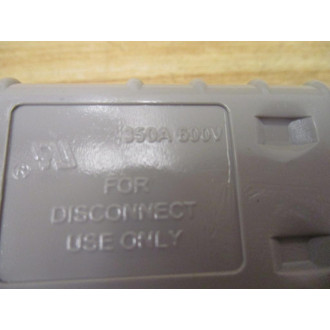 350A 600V
FOR
DISCONNECT
USE ONLY